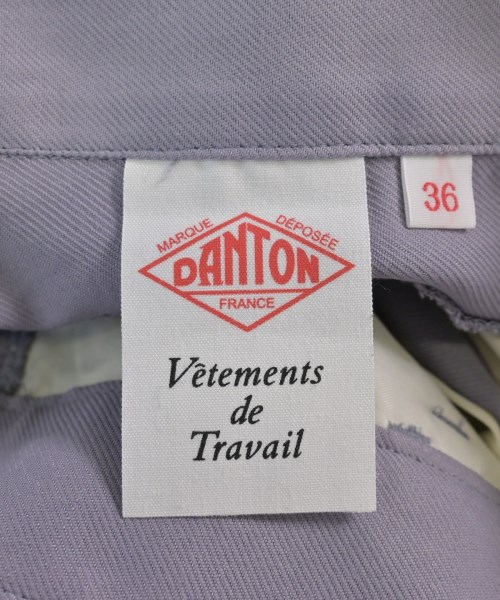 MARQUE DÉPOSÉE
DANTON
FRANCE
Vêtements
de
Travail
36